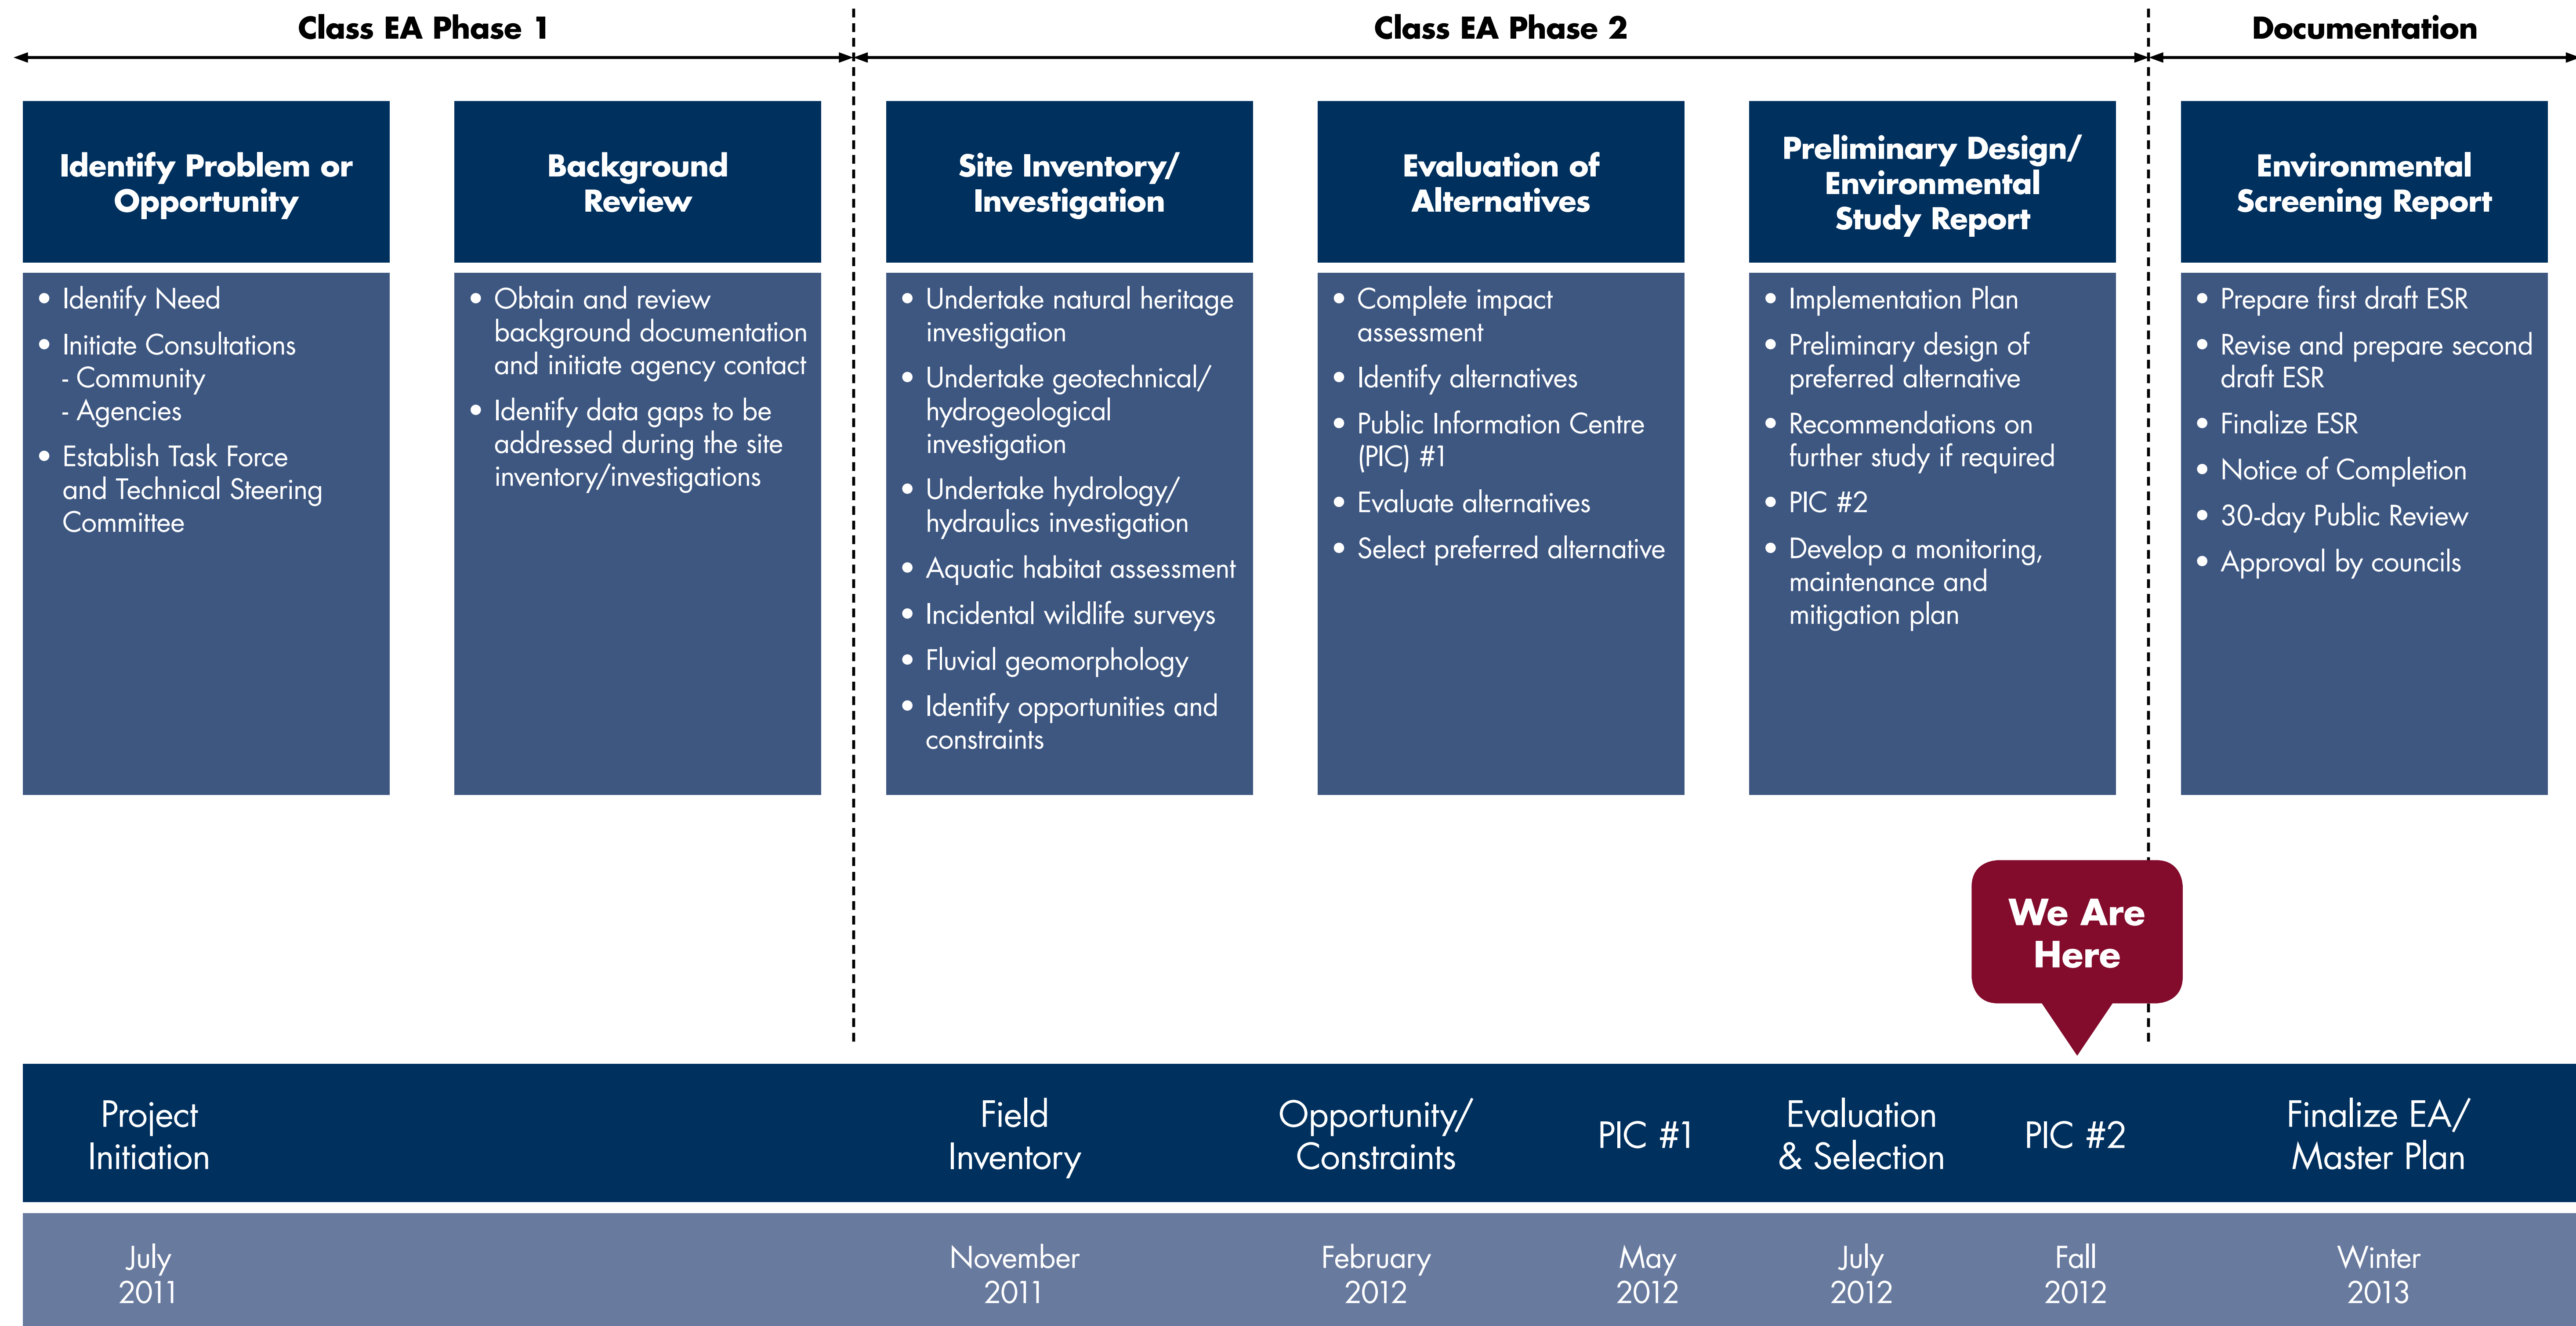 Class EA Phase 1
Class EA Phase 2
Documentation
Identify Problem or
Opportunity
• Identify Need
• Initiate Consultations
- Community
- Agencies
• Establish Task Force
and Technical Steering
Committee
Background
Review
• Obtain and review
background documentation
and initiate agency contact
• Identify data gaps to be
addressed during the site
inventory/investigations
Site Inventory/
Investigation
• Undertake natural heritage
investigation
• Undertake geotechnical/
hydrogeological
investigation
• Undertake hydrology/
hydraulics investigation
• Aquatic habitat assessment
• Incidental wildlife surveys
• Fluvial geomorphology
• Identify opportunities and
constraints
Evaluation of
Alternatives
• Complete impact
assessment
• Identify alternatives
• Public Information Centre
(PIC) #1
• Evaluate alternatives
• Select preferred alternative
Preliminary Design/
Environmental
Study Report
• Implementation Plan
• Preliminary design of
preferred alternative
• Recommendations on
further study if required
• PIC #2
• Develop a monitoring,
maintenance and
mitigation plan
Environmental
Screening Report
• Prepare first draft ESR
• Revise and prepare second
draft ESR
• Finalize ESR
• Notice of Completion
• 30-day Public Review
• Approval by councils
We Are
Here
Project
Initiation
Field
Inventory
Opportunity/
Constraints
PIC #1
Evaluation
& Selection
PIC #2
Finalize EA/
Master Plan
July
2011
November
2011
February
2012
May
2012
July
2012
Fall
2012
Winter
2013